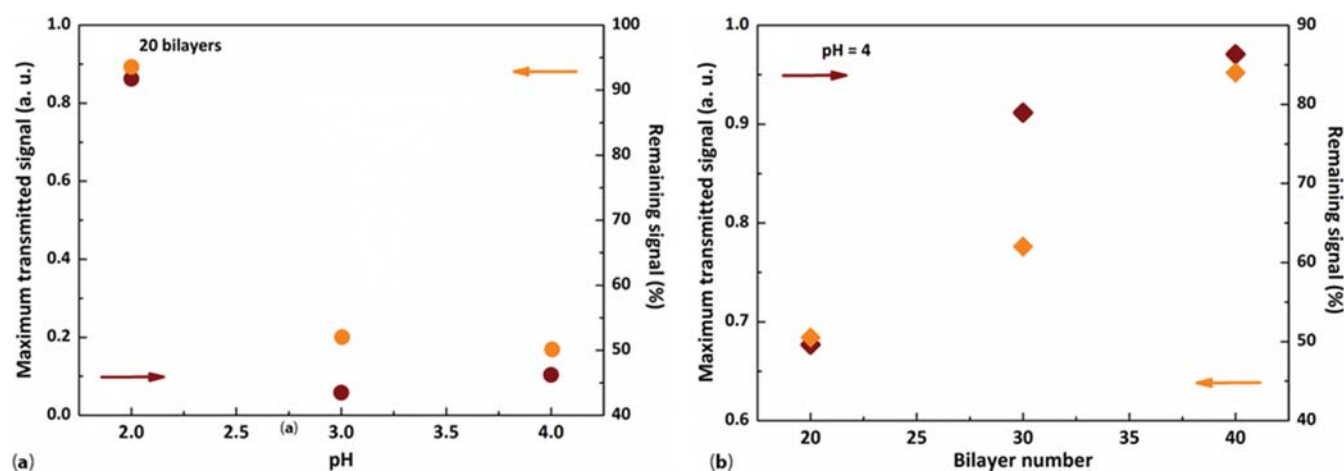 Maximum transmitted signal (a. u.)
1.0
0.8
0.6
0.4
0.2
0.0
20 bilayers
100
90
80
70
60
50
40
Remaining signal (%)
2.0 2.5 (a) 3.0 3.5 4.0
pH
(a)
Maximum transmitted signal (a. u.)
1.0
0.9
0.8
0.7
0.6
pH = 4
90
80
70
60
50
40
Remaining signal (%)
20 25 30 35 40
Bilayer number
(b)